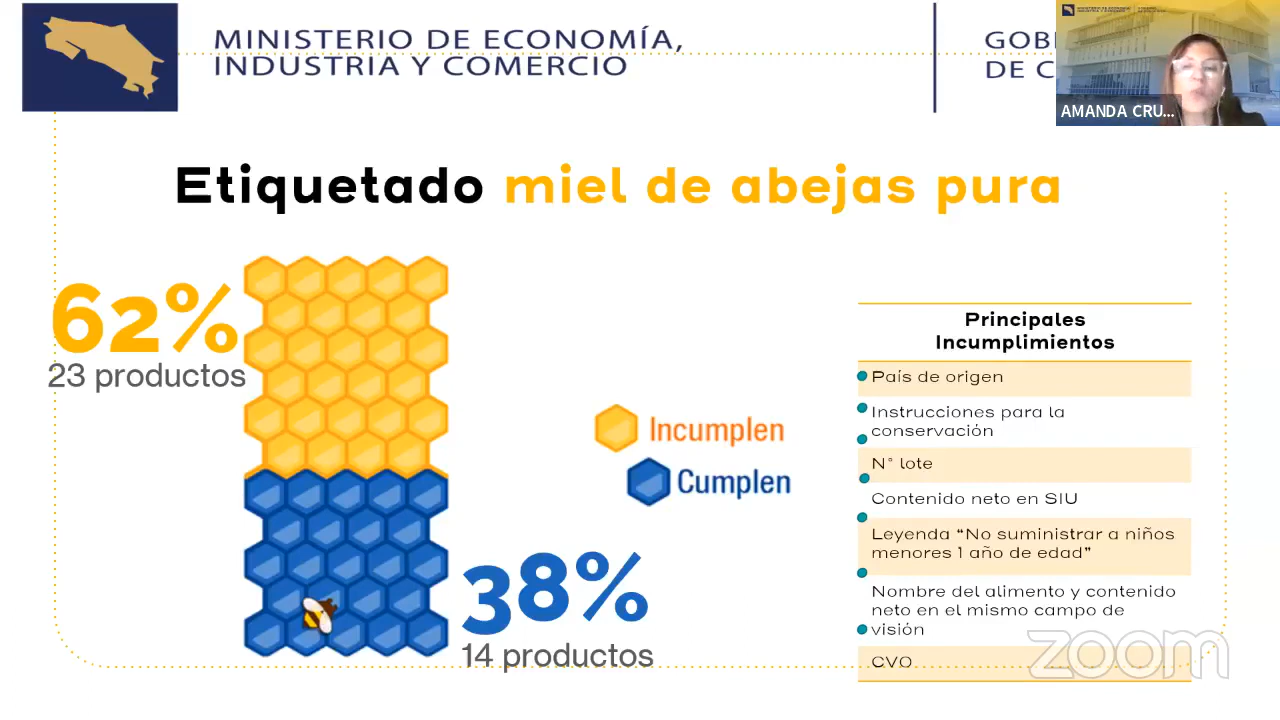 MINISTERIO DE ECONOMÍA,
INDUSTRIA Y COMERCIO
GOBI
DE C
AMANDA CRU...
Etiquetado miel de abejas pura
62%
23 productos
Incumplen
Cumplen
38%
14 productos
Principales
Incumplimientos
País de origen
Instrucciones para la
conservación
N° lote
Contenido neto en SIU
Leyenda “No suministrar a niños
menores 1 año de edad”
Nombre del alimento y contenido
neto en el mismo campo de
visión
CVO
zoom